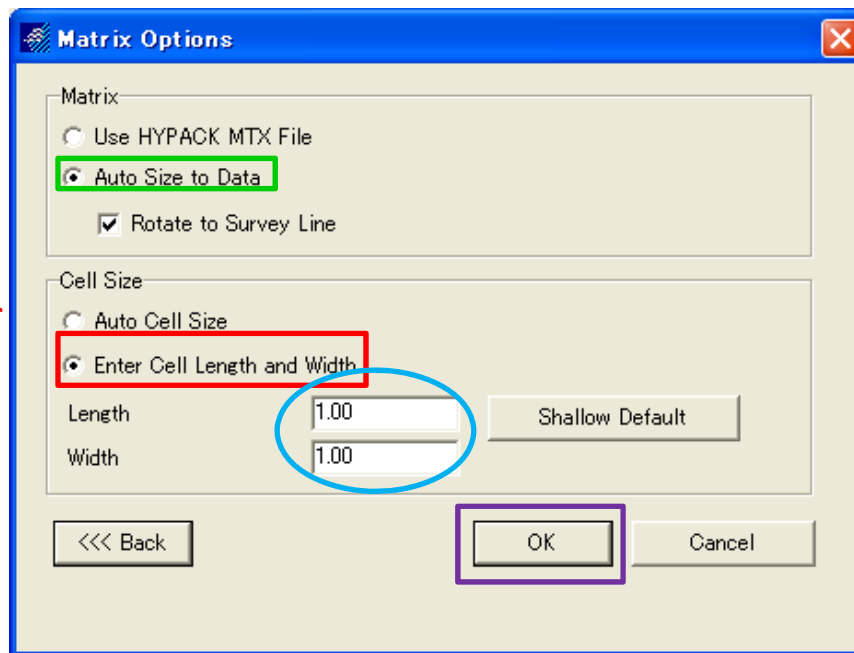 Matrix Options
Matrix
Use HYPACK MTX File
Auto Size to Data
Rotate to Survey Line
Cell Size
Auto Cell Size
Enter Cell Length and Width
Length 1.00 Shallow Default
Width 1.00
<<< Back OK Cancel